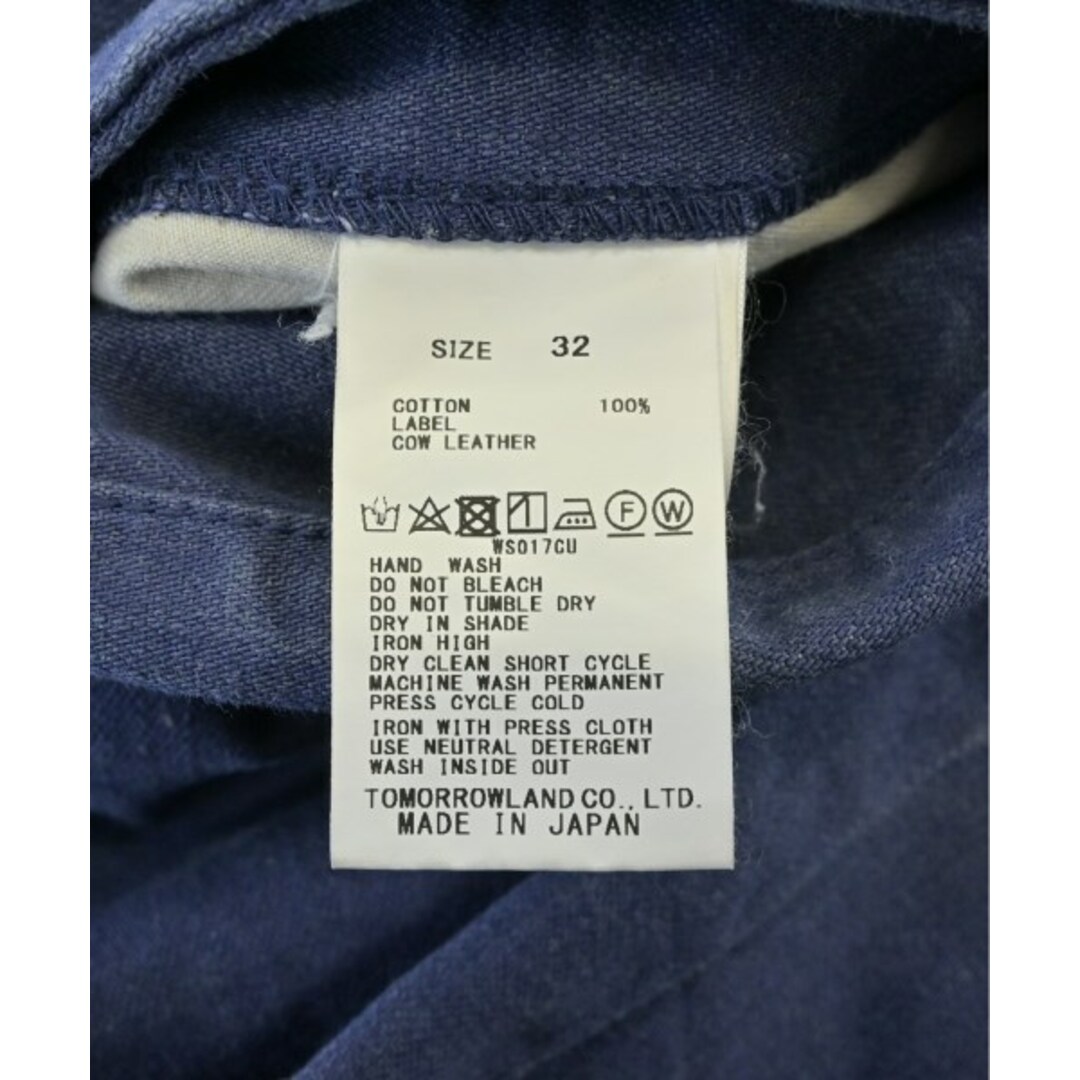 SIZE 32
COTTON 100%
LABEL
COW LEATHER
F W
WS017CU
HAND WASH
DO NOT BLEACH
DO NOT TUMBLE DRY
DRY IN SHADE
IRON HIGH
DRY CLEAN SHORT CYCLE
MACHINE WASH PERMANENT
PRESS CYCLE COLD
IRON WITH PRESS CLOTH
USE NEUTRAL DETERGENT
WASH INSIDE OUT
TOMORROWLAND CO., LTD.
MADE IN JAPAN